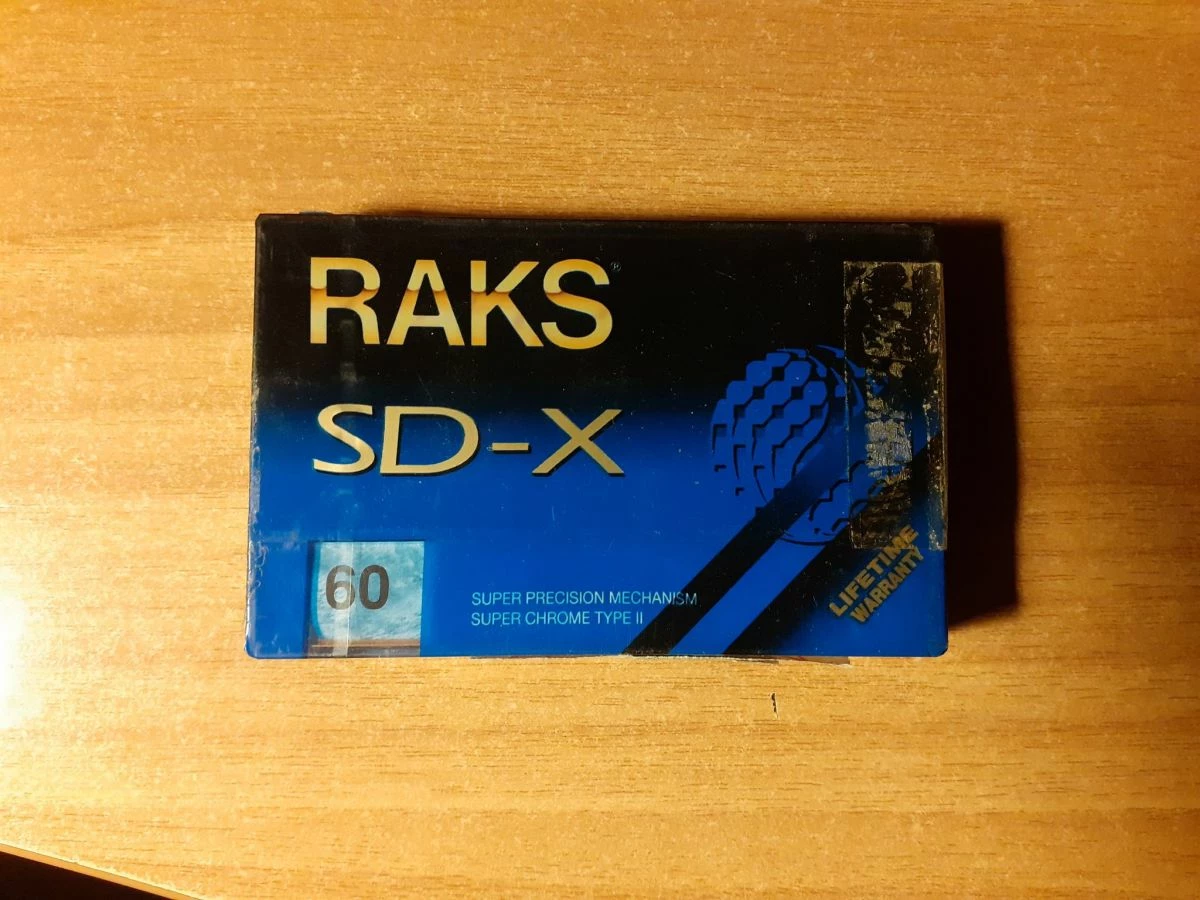 RAKS®
SD-X
60
SUPER PRECISION MECHANISM
SUPER CHROME TYPE II
LIFETIME
WARRANTY